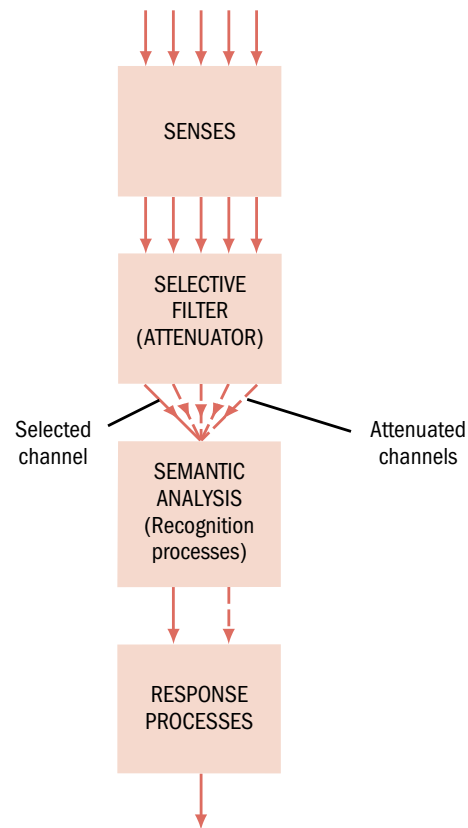 SENSES
SELECTIVE
FILTER
(ATTENUATOR)
Selected
channel
Attenuated
channels
SEMANTIC
ANALYSIS
(Recognition
processes)
RESPONSE
PROCESSES